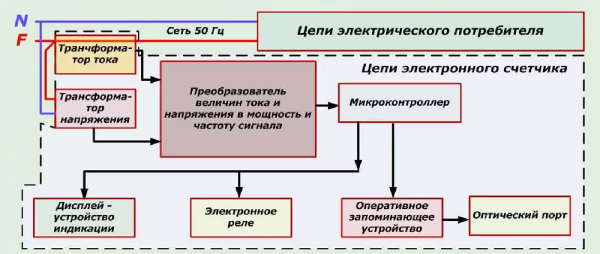 N
F
Сеть 50 Гц
Цепи электрического потребителя
Транчформа-
тор тока
Цепи электронного счетчика
Трансформа-
тор
напряжения
Преобразователь
величин тока и
напряжения в мощность и
частоту сигнала
Микроконтроллер
Дисплей –
устройство
индикации
Электронное
реле
Оперативное
запоминающее
устройство
Оптический порт